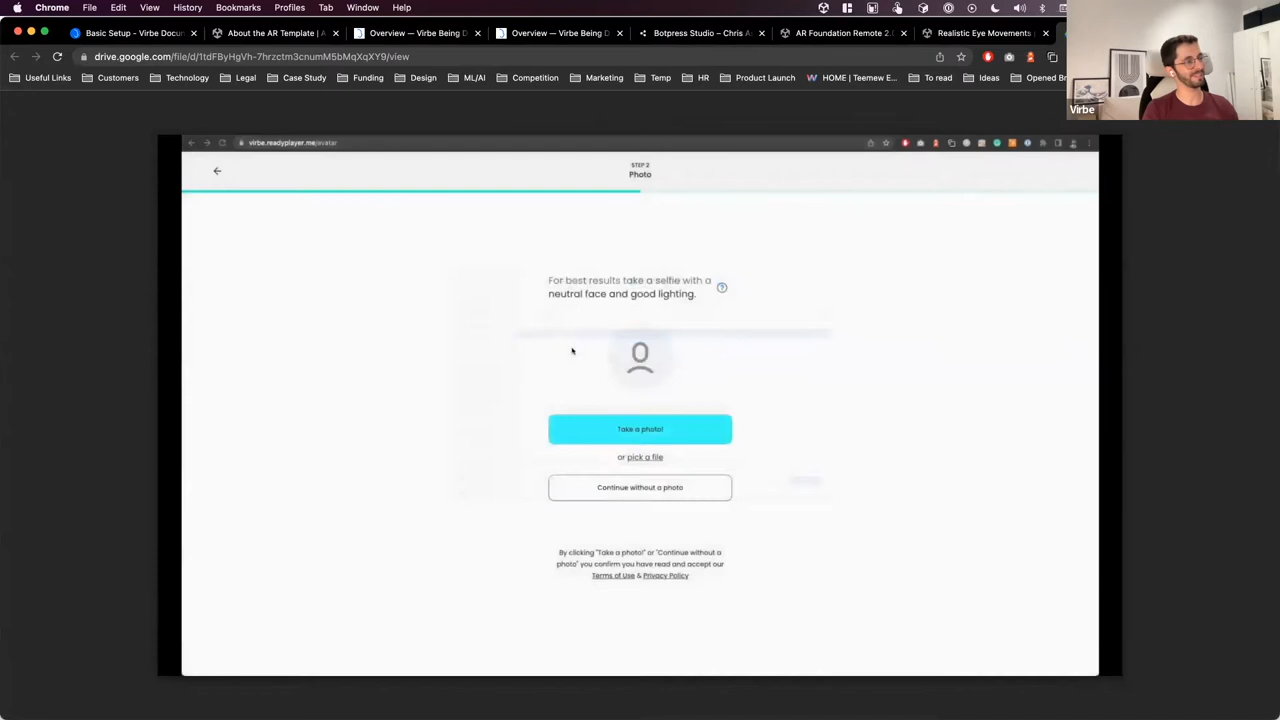 Chrome File Edit View History Bookmarks Profiles Tab Window Help
Basic Setup - Virbe Docun
About the AR Template | A
Overview — Virbe Being D
Overview — Virbe Being D
Botpress Studio – Chris A
AR Foundation Remote 2.0
Realistic Eye Movements
drive.google.com/file/d/1tdFByHgVh-7hrzctm3cnumM5bMqXqXY9/view
Useful Links Customers Technology Legal Case Study Funding Design ML/AI Competition Marketing Temp HR Product Launch HOME | Teemew E... To read Ideas Opened Br
Virbe
virbe.readyplayer.me/avatar
STEP 2
Photo
For best results take a selfie with a
neutral face and good lighting.
?
Take a photo!
or pick a file
Continue without a photo
By clicking "Take a photo!" or "Continue without a
photo" you confirm you have read and accept our
Terms of Use & Privacy Policy